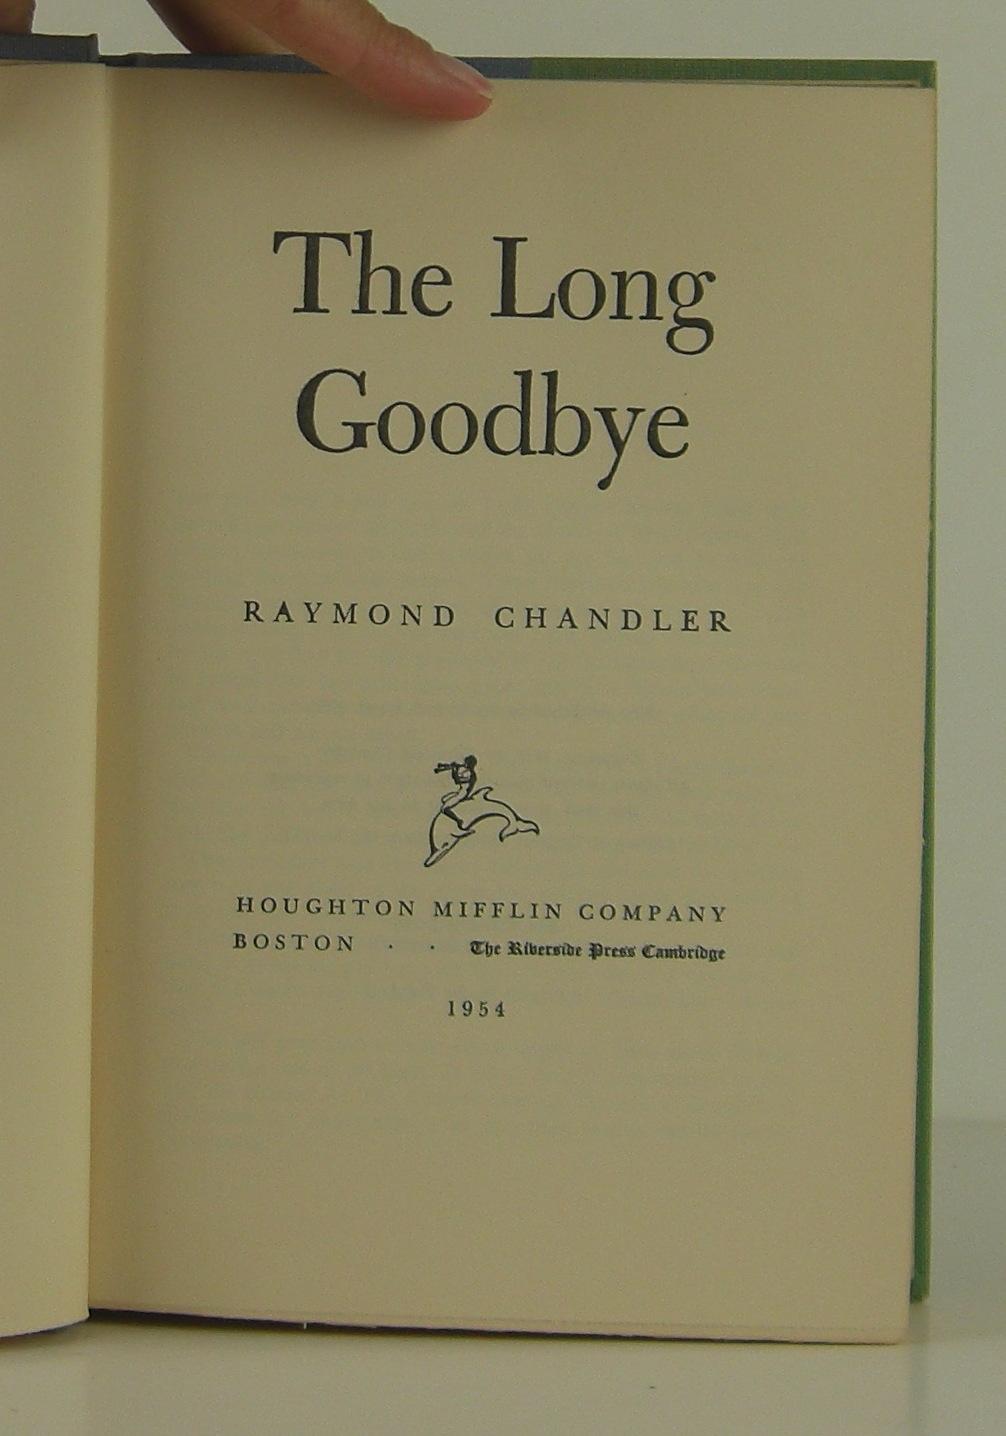 The Long
Goodbye
RAYMOND CHANDLER
HOUGHTON MIFFLIN COMPANY
BOSTON · · The Riverside Press Cambridge
1954